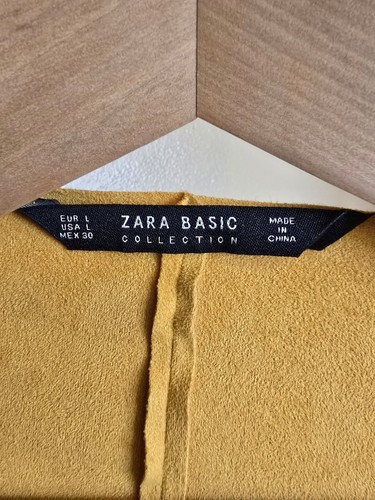 EUR L
USA L
MEX 30
ZARA BASIC
COLLECTION
MADE
IN
CHINA